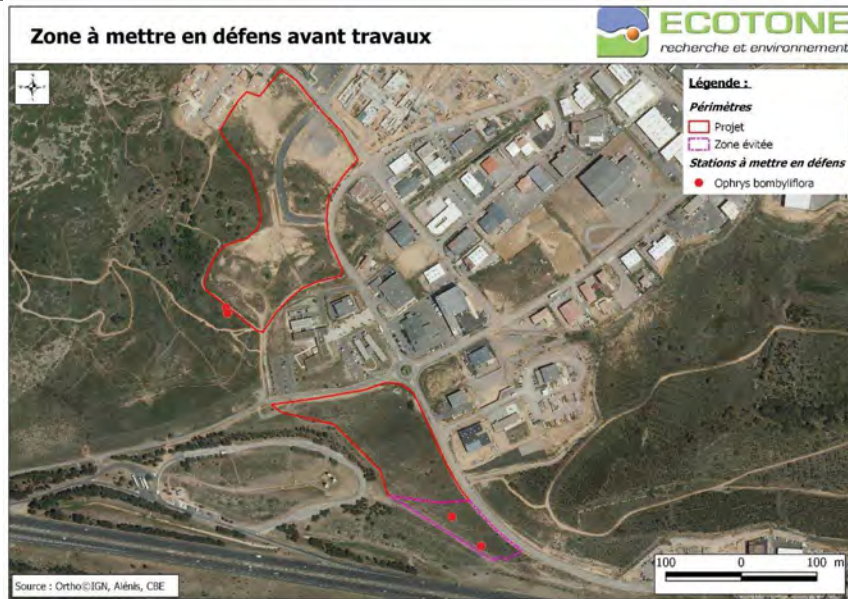 Zone à mettre en défens avant travaux
ECOTONE
recherche et environnement
Légende :
Périmètres
Projet
Zone évitée
Stations à mettre en défens
Ophrys bombyliflora
100 0 100 m
Source : Ortho©IGN, Alénis, CBE